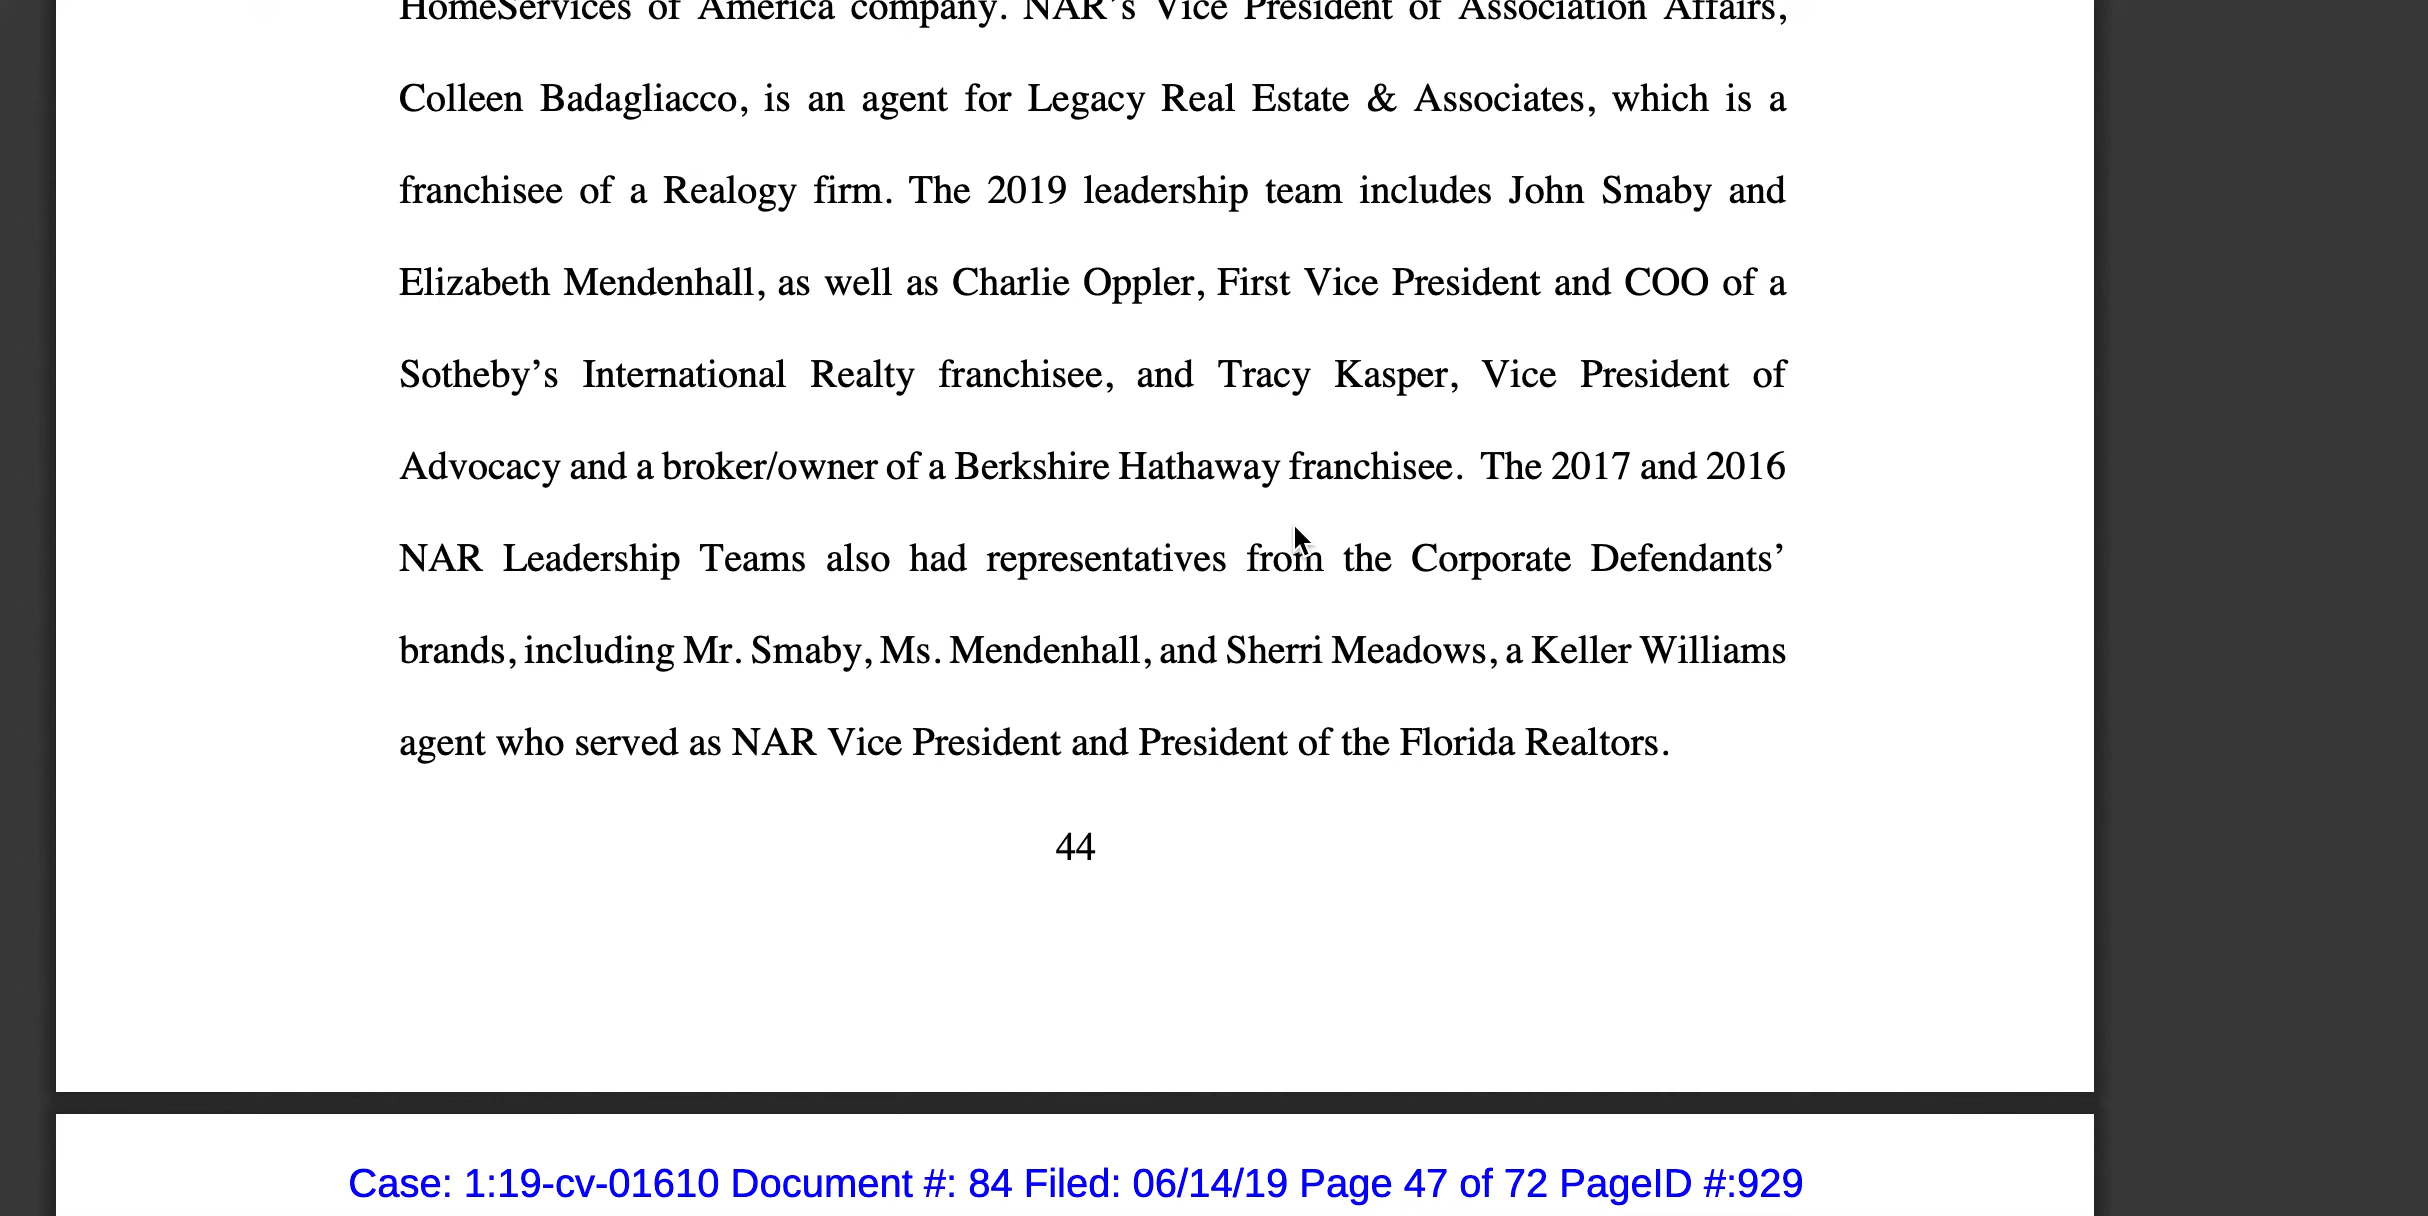 HomeServices of America company. NAR's Vice President of Association Affairs,
Colleen Badagliacco, is an agent for Legacy Real Estate & Associates, which is a
franchisee of a Realogy firm. The 2019 leadership team includes John Smaby and
Elizabeth Mendenhall, as well as Charlie Oppler, First Vice President and COO of a
Sotheby’s International Realty franchisee, and Tracy Kasper, Vice President of
Advocacy and a broker/owner of a Berkshire Hathaway franchisee. The 2017 and 2016
NAR Leadership Teams also had representatives from the Corporate Defendants’
brands, including Mr. Smaby, Ms. Mendenhall, and Sherri Meadows, a Keller Williams
agent who served as NAR Vice President and President of the Florida Realtors.
44
Case: 1:19-cv-01610 Document #: 84 Filed: 06/14/19 Page 47 of 72 PageID #:929